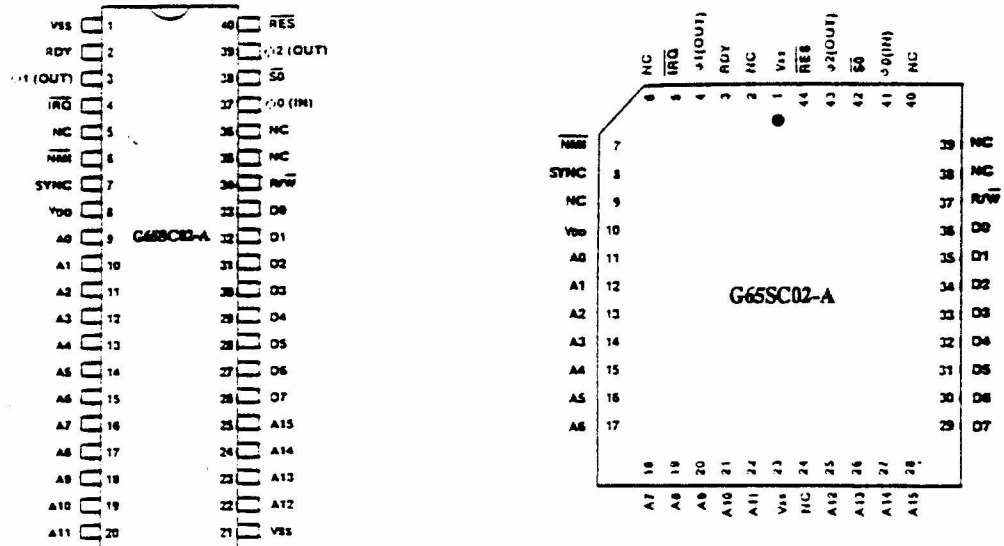 VSS 1 40 RES
RDY 2 39 φ2 (OUT)
φ1 (OUT) 3 38 S0
IRQ 4 37 φ0 (IN)
NC 5 36 NC
NMI 6 35 NC
SYNC 7 34 R/W
VDD 8 33 D0
A0 9 32 D1
G65SC02-A
A1 10 31 D2
A2 11 30 D3
A3 12 29 D4
A4 13 28 D5
A5 14 27 D6
A6 15 26 D7
A7 16 25 A15
A8 17 24 A14
A9 18 23 A13
A10 19 22 A12
A11 20 21 VSS
NC IRQ φ1(OUT) RDY NC Vss RES φ2(OUT) S0 φ0(IN) NC
6 5 4 3 2 1 44 43 42 41 40
NMI 7 39 NC
SYNC 8 38 NC
NC 9 37 R/W
VDD 10 36 D0
A0 11 35 D1
A1 12 34 D2
G65SC02-A
A2 13 33 D3
A3 14 32 D4
A4 15 31 D5
A5 16 30 D6
A6 17 29 D7
18 19 20 21 22 23 24 25 26 27 28
A7 A8 A9 A10 A11 Vss NC A12 A13 A14 A15